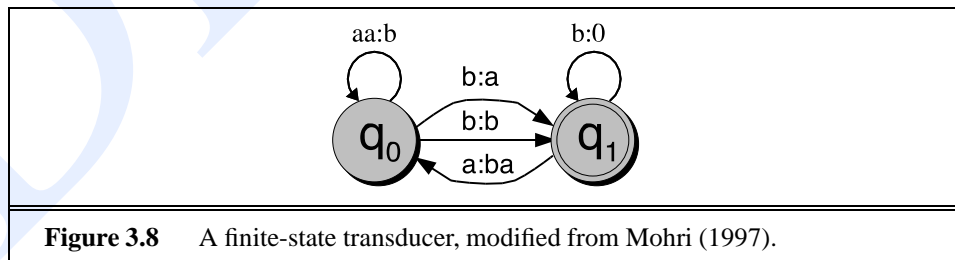 aa:b b:0
b:a
b:b
q0 q1
a:ba
Figure 3.8 A finite-state transducer, modified from Mohri (1997).